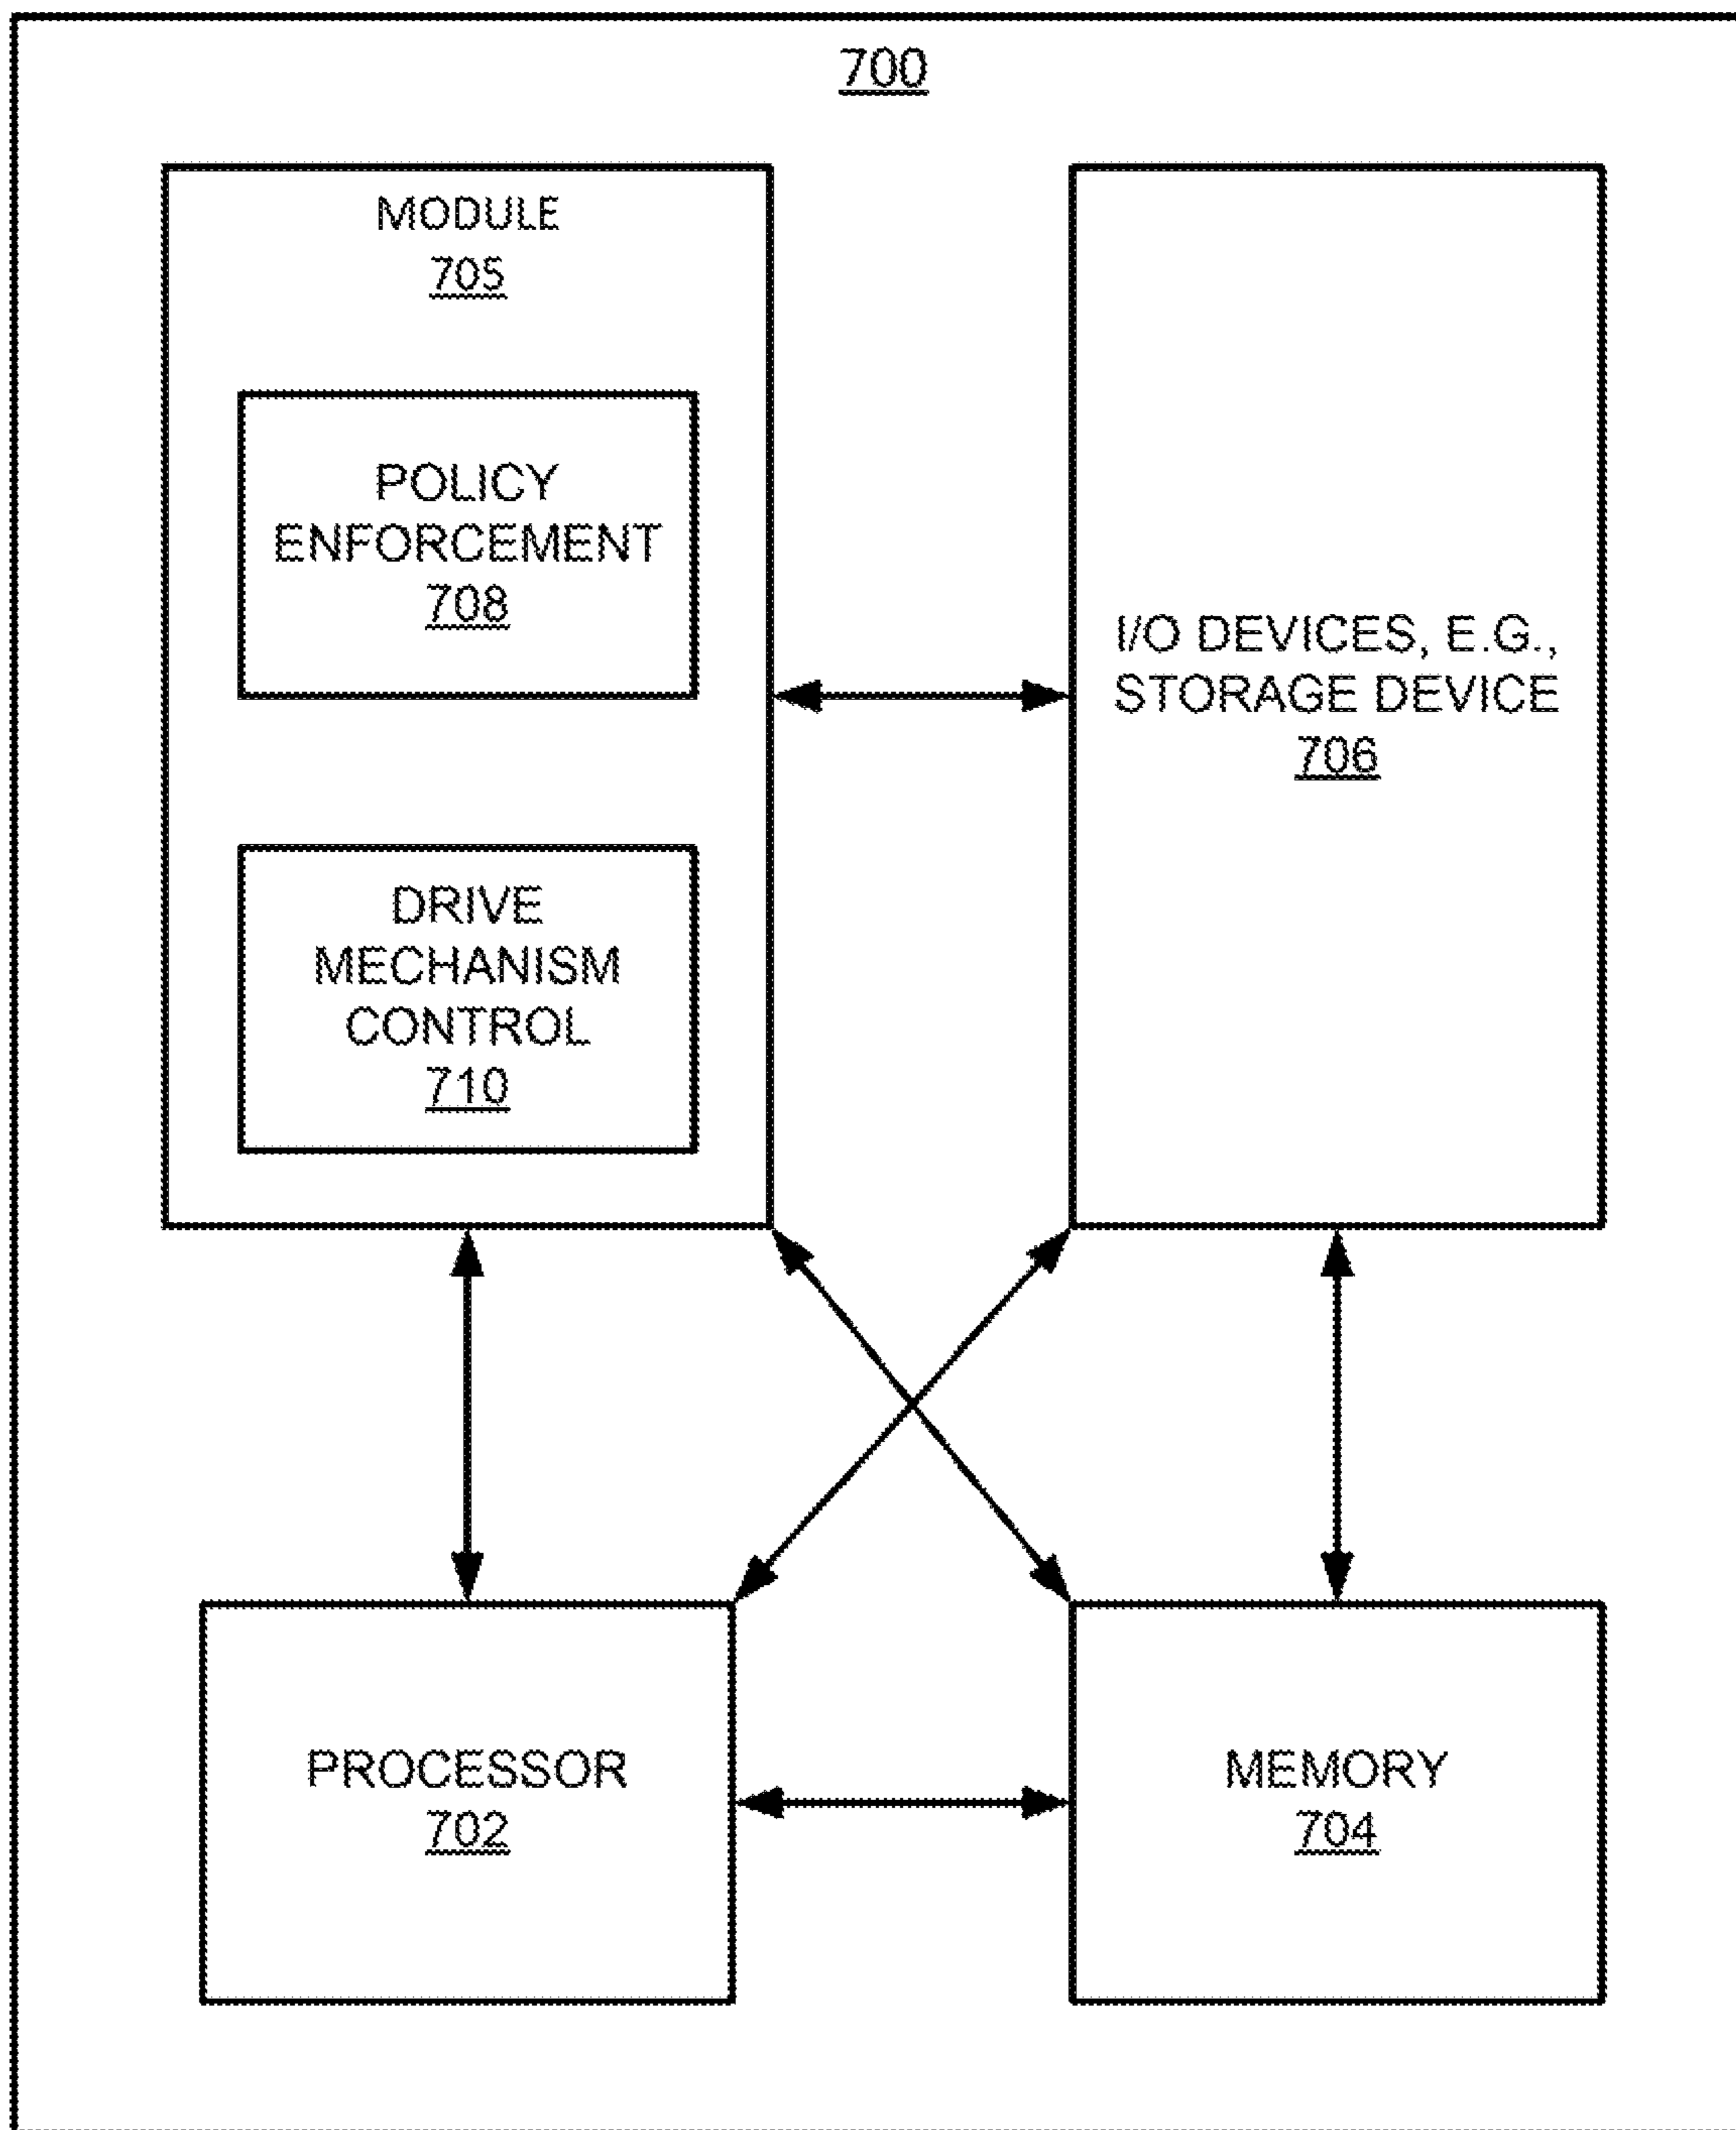 700
MODULE
705
POLICY
ENFORCEMENT
708
DRIVE
MECHANISM
CONTROL
710
I/O DEVICES, E.G.,
STORAGE DEVICE
706
PROCESSOR
702
MEMORY
704